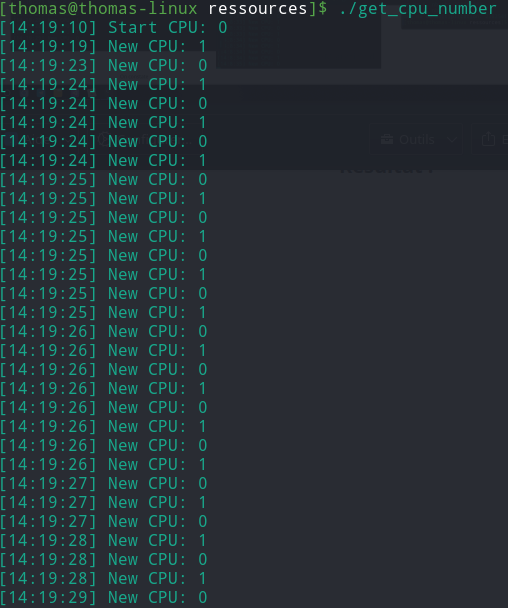 [thomas@thomas-linux ressources]$ ./get_cpu_number
[14:19:10] Start CPU: 0
[14:19:19] New CPU: 1
[14:19:23] New CPU: 0
[14:19:24] New CPU: 1
[14:19:24] New CPU: 0
[14:19:24] New CPU: 1
[14:19:24] New CPU: 0
[14:19:24] New CPU: 1
[14:19:25] New CPU: 0
[14:19:25] New CPU: 1
[14:19:25] New CPU: 0
[14:19:25] New CPU: 1
[14:19:25] New CPU: 0
[14:19:25] New CPU: 1
[14:19:25] New CPU: 0
[14:19:25] New CPU: 1
[14:19:26] New CPU: 0
[14:19:26] New CPU: 1
[14:19:26] New CPU: 0
[14:19:26] New CPU: 1
[14:19:26] New CPU: 0
[14:19:26] New CPU: 1
[14:19:26] New CPU: 0
[14:19:26] New CPU: 1
[14:19:27] New CPU: 0
[14:19:27] New CPU: 1
[14:19:27] New CPU: 0
[14:19:28] New CPU: 1
[14:19:28] New CPU: 0
[14:19:28] New CPU: 1
[14:19:29] New CPU: 0
Outils